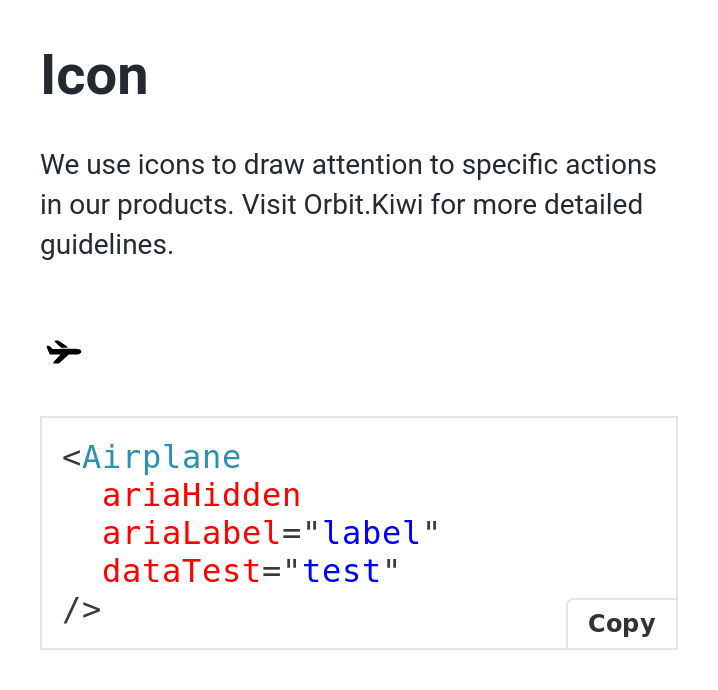 Icon
We use icons to draw attention to specific actions
in our products. Visit Orbit.Kiwi for more detailed
guidelines.
<Airplane
  ariaHidden
  ariaLabel="label"
  dataTest="test"
/>
Copy